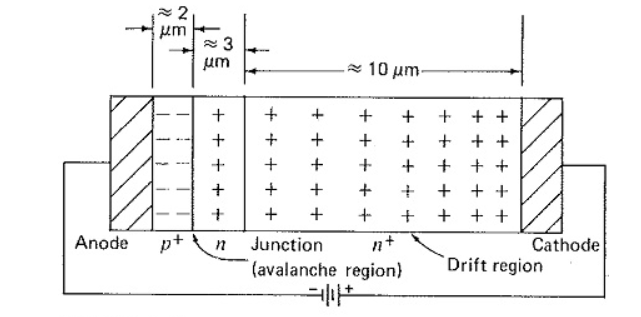 ≈ 2
μm
≈ 3
μm
≈ 10 μm
Anode p+ n Junction n+ Cathode
(avalanche region) Drift region
- +